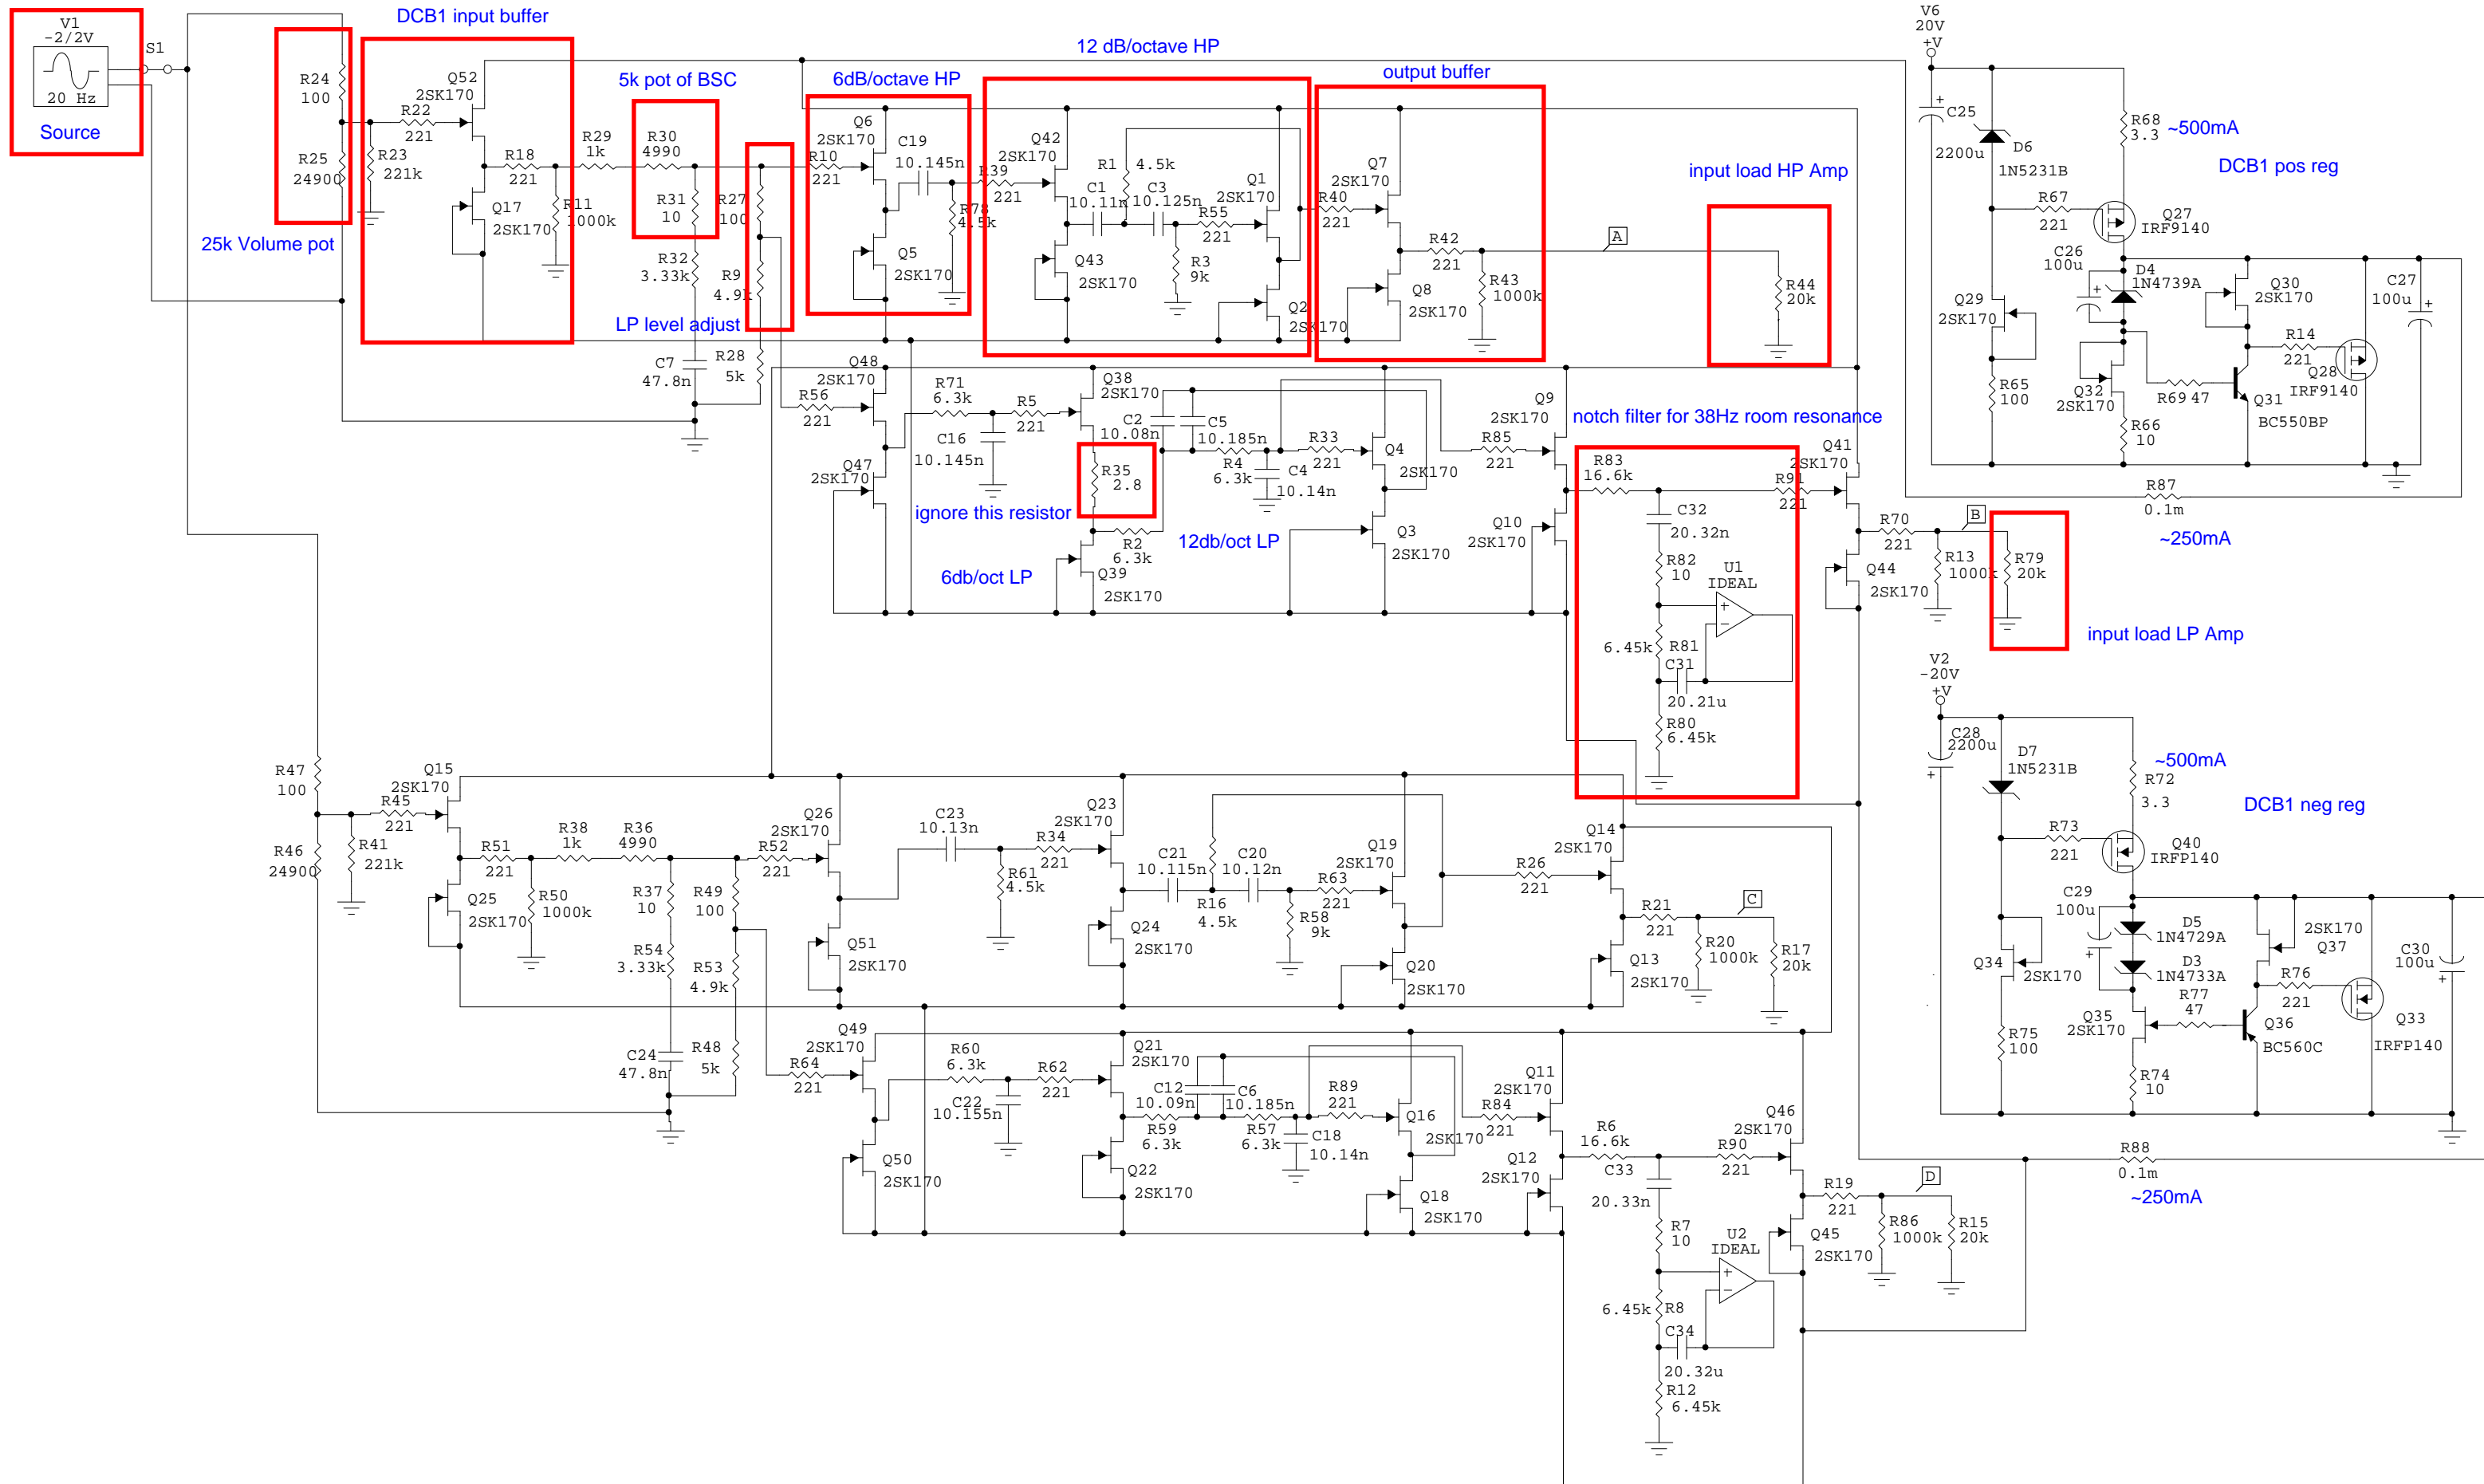 DCB1 input buffer
V1
-2/2V
S1
20 Hz
Source
R24
100
R25
24900
25k Volume pot
R23
221k
R22
221
Q52
2SK170
R18
221
Q17
2SK170
R11
1000k
R29
1k
5k pot of BSC
R30
4990
R31
10
R32
3.33k
C7
47.8n
R27
100
R9
4.9k
LP level adjust
R28
5k
6dB/octave HP
R10
221
Q6
2SK170
C19
10.145n
Q5
2SK170
R78
4.5k
12 dB/octave HP
R39
221
Q42
2SK170
R1
4.5k
C1
10.11n
C3
10.125n
Q43
2SK170
R3
9k
R55
221
Q1
2SK170
Q2
2SK170
output buffer
R40
221
Q7
2SK170
Q8
2SK170
R42
221
R43
1000k
A
input load HP Amp
R44
20k
V6
20V
+V
+
C25
2200u
D6
1N5231B
R68
3.3
~500mA
DCB1 pos reg
R67
221
Q27
IRF9140
C26
100u
+
D4
1N4739A
Q30
2SK170
C27
100u
+
Q29
2SK170
R14
221
Q28
IRF9140
R65
100
Q32
2SK170
R69 47
Q31
BC550BP
R66
10
R87
0.1m
~250mA
Q48
2SK170
R56
221
Q47
2SK170
R71
6.3k
C16
10.145n
R5
221
Q38
2SK170
R35
2.8
ignore this resistor
R2
6.3k
Q39
2SK170
6db/oct LP
C2
10.08n
C5
10.185n
R4
6.3k
C4
10.14n
12db/oct LP
R33
221
Q4
2SK170
Q3
2SK170
R85
221
Q9
2SK170
Q10
2SK170
notch filter for 38Hz room resonance
R83
16.6k
C32
20.32n
R82
10
U1
IDEAL
+
−
6.45k
R81
C31
20.21u
R80
6.45k
R91
221
Q41
2SK170
Q44
2SK170
R70
221
B
R13
1000k
R79
20k
input load LP Amp
V2
-20V
+V
C28
2200u
+
D7
1N5231B
~500mA
R72
3.3
DCB1 neg reg
R73
221
Q40
IRFP140
C29
100u
+
D5
1N4729A
D3
1N4733A
2SK170
Q37
C30
100u
+
Q34
2SK170
R76
221
Q33
IRFP140
Q35
2SK170
R77
47
Q36
BC560C
R75
100
R74
10
R88
0.1m
~250mA
R47
100
R46
24900
R41
221k
R45
221
Q15
2SK170
Q25
2SK170
R51
221
R50
1000k
R38
1k
R36
4990
R37
10
R54
3.33k
C24
47.8n
R49
100
R53
4.9k
R48
5k
R52
221
Q26
2SK170
Q51
2SK170
C23
10.13n
R61
4.5k
R34
221
Q23
2SK170
Q24
2SK170
C21
10.115n
C20
10.12n
R16
4.5k
R58
9k
R63
221
Q19
2SK170
Q20
2SK170
R26
221
Q14
2SK170
Q13
2SK170
R21
221
C
R20
1000k
R17
20k
Q49
2SK170
R64
221
Q50
2SK170
R60
6.3k
C22
10.155n
R62
221
Q21
2SK170
Q22
2SK170
R59
6.3k
C12
10.09n
C6
10.185n
R57
6.3k
C18
10.14n
R89
221
Q16
2SK170
Q18
2SK170
R84
221
Q11
2SK170
Q12
2SK170
R6
16.6k
C33
20.33n
R7
10
U2
IDEAL
+
−
6.45k
R8
C34
20.32u
R12
6.45k
R90
221
Q46
2SK170
Q45
2SK170
R19
221
D
R86
1000k
R15
20k